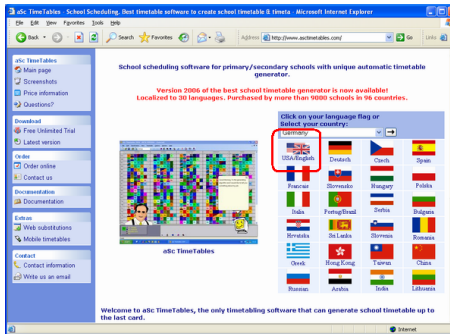 aSc TimeTables - School Scheduling. Best timetable software to create school timetable & timeta - Microsoft Internet Explorer
File Edit View Favorites Tools Help
Back Search Favorites Address http://www.asctimetables.com/ Go Links
aSc TimeTables
Main page
Screenshots
Price information
Questions?
Download
Free Unlimited Trial
Latest version
Order
Order online
Contact us
Documentation
Documentation
Extras
Web substitutions
Mobile timetables
Contact
Contact information
Write us an email
School scheduling software for primary/secondary schools with unique automatic timetable
generator.
Version 2006 of the best school timetable generator is now available!
Localized to 30 languages. Purchased by more than 9000 schools in 96 countries.
aSc TimeTables
Click on your language flag or
Select your country:
Germany
USA/English Deutsch Czech Spain
Francais Slovensko Hungary Polska
Italia Portug/Brazil Serbia Bulgaria
Hrvatska Sri Lanka Slovenia Romania
Greek Hong Kong Taiwan China
Russian Arabia India Lithuania
Welcome to aSc TimeTables, the only timetabling software that can generate school timetable up to
the last card.
Internet